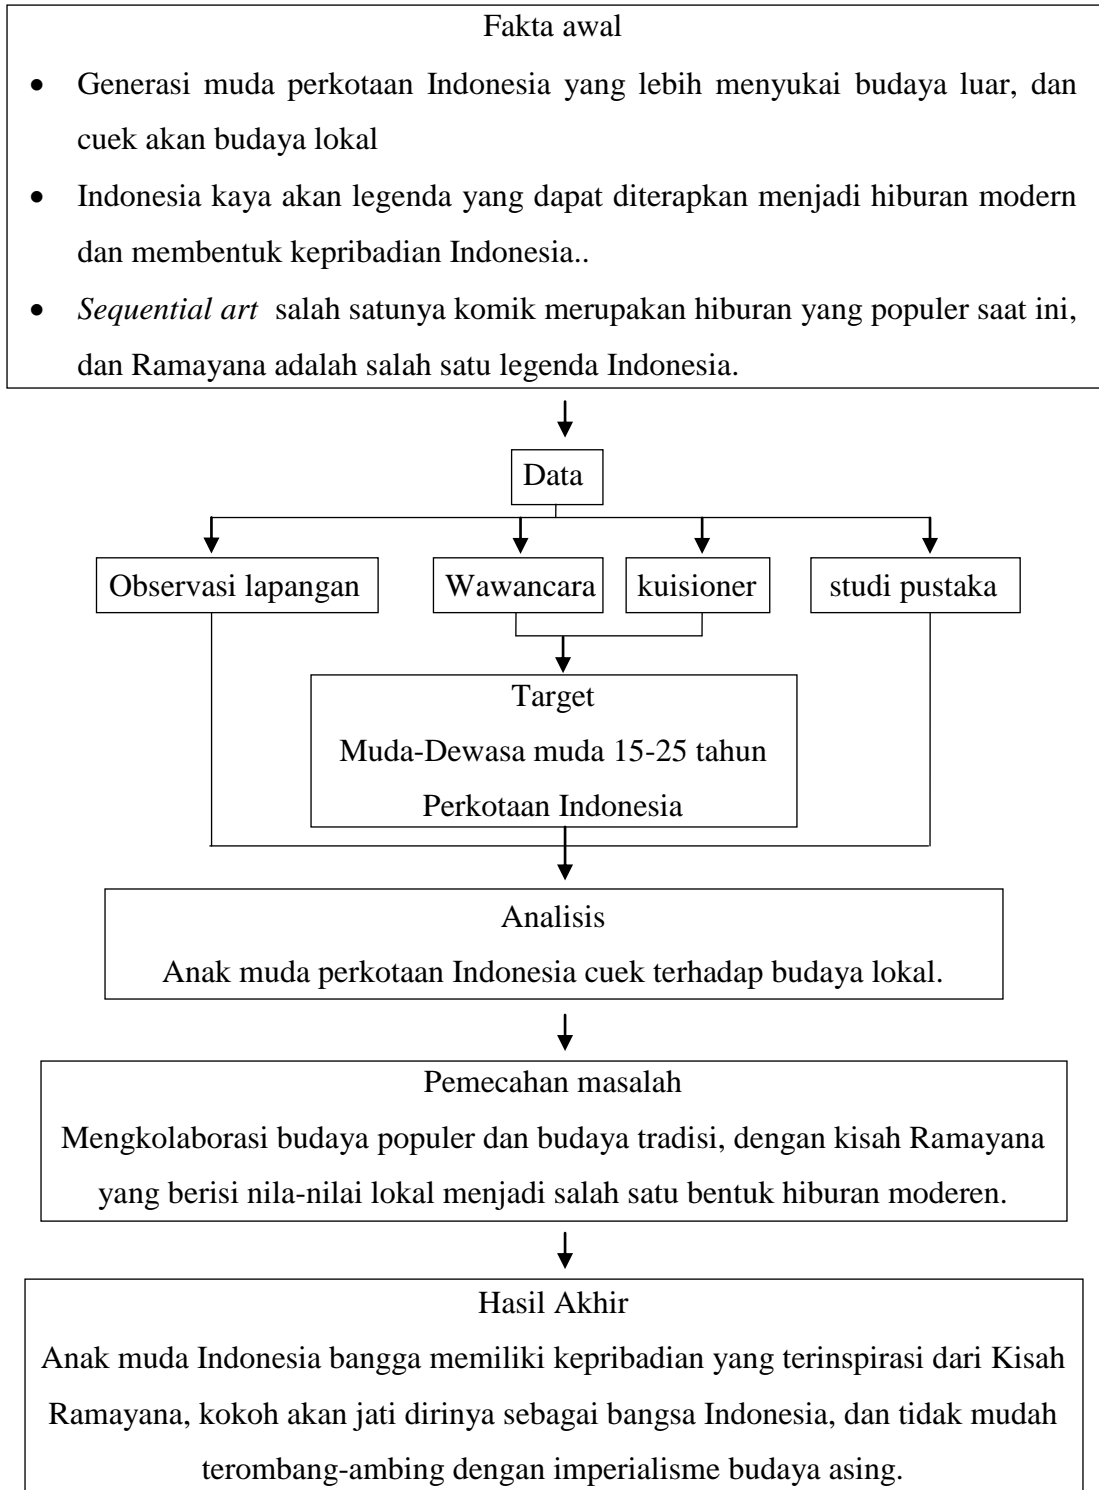 Fakta awal
• Generasi muda perkotaan Indonesia yang lebih menyukai budaya luar, dan
cuek akan budaya lokal
• Indonesia kaya akan legenda yang dapat diterapkan menjadi hiburan modern
dan membentuk kepribadian Indonesia..
• Sequential art salah satunya komik merupakan hiburan yang populer saat ini,
dan Ramayana adalah salah satu legenda Indonesia.
Data
Observasi lapangan
Wawancara
kuisioner
studi pustaka
Target
Muda-Dewasa muda 15-25 tahun
Perkotaan Indonesia
Analisis
Anak muda perkotaan Indonesia cuek terhadap budaya lokal.
Pemecahan masalah
Mengkolaborasi budaya populer dan budaya tradisi, dengan kisah Ramayana
yang berisi nila-nilai lokal menjadi salah satu bentuk hiburan moderen.
Hasil Akhir
Anak muda Indonesia bangga memiliki kepribadian yang terinspirasi dari Kisah
Ramayana, kokoh akan jati dirinya sebagai bangsa Indonesia, dan tidak mudah
terombang-ambing dengan imperialisme budaya asing.